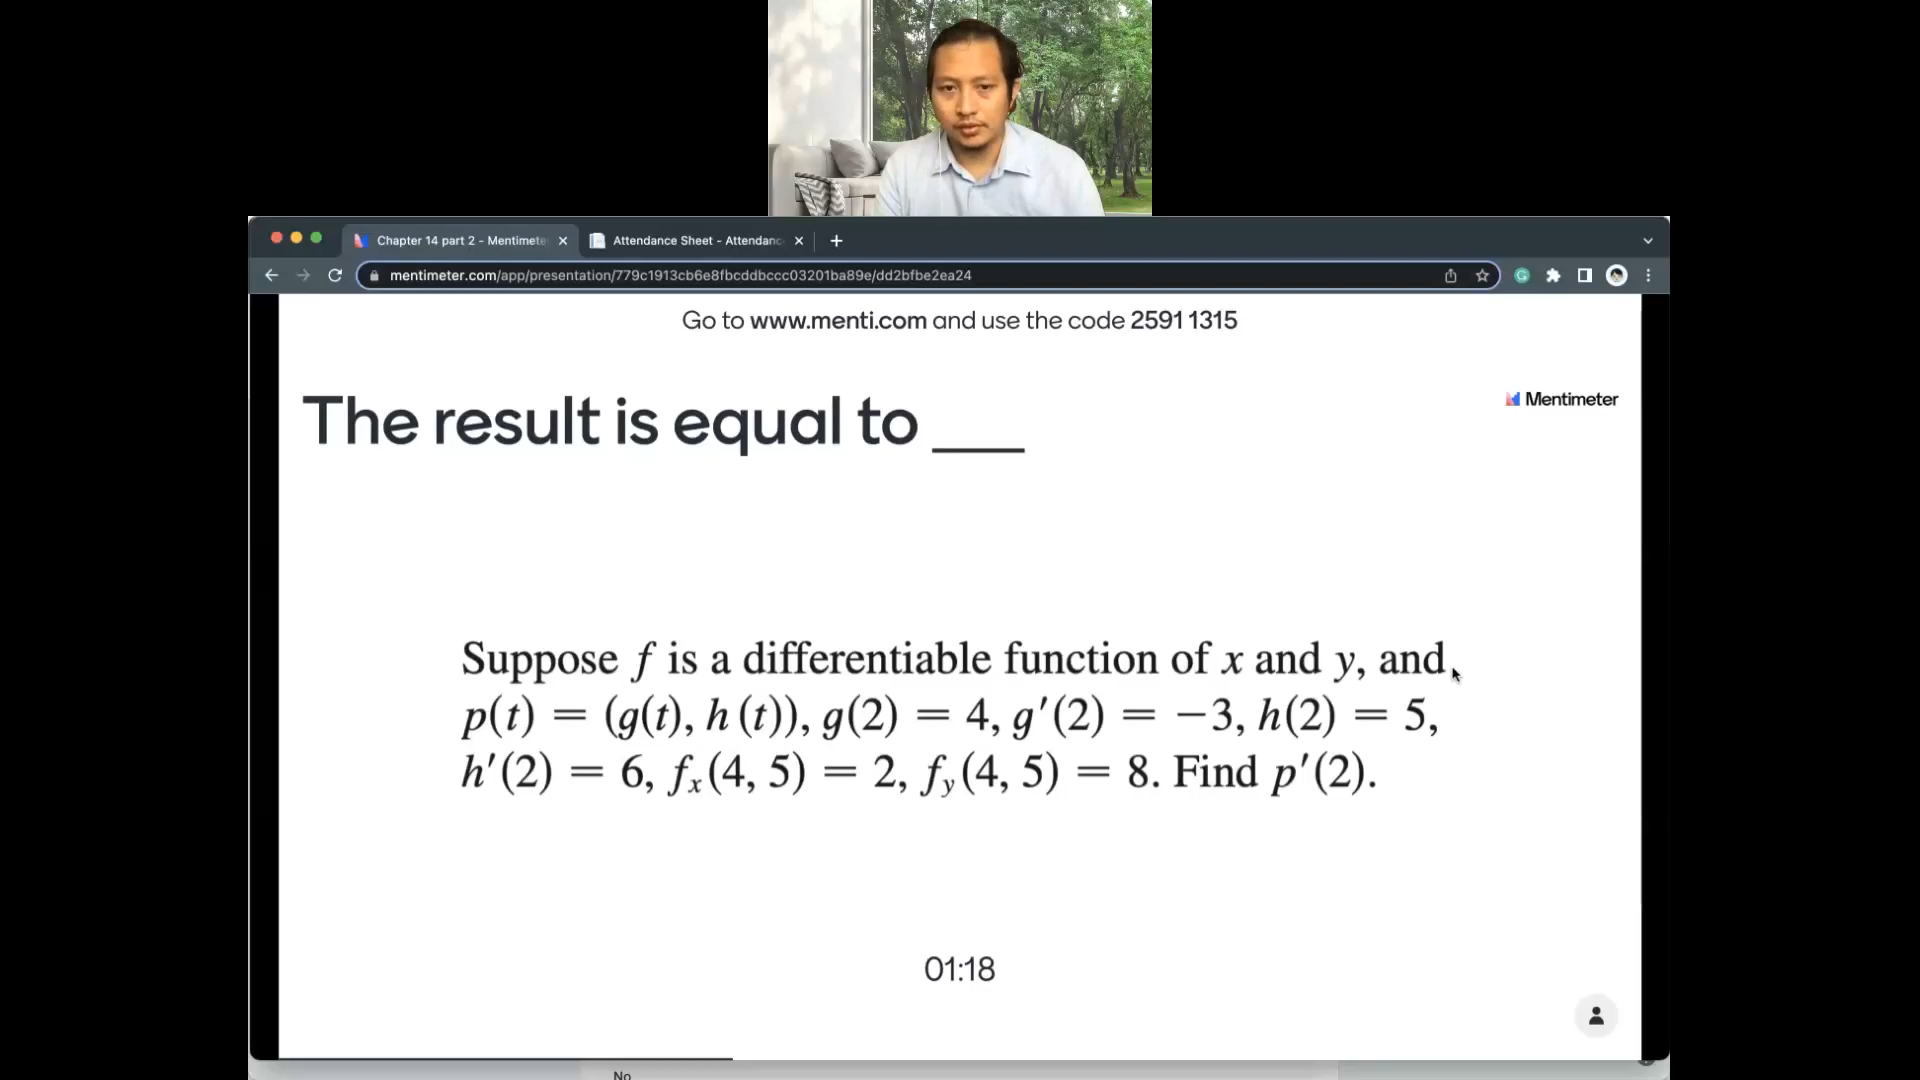 Chapter 14 part 2 - Mentimete
Attendance Sheet - Attendanc
mentimeter.com/app/presentation/779c1913cb6e8fbcddbccc03201ba89e/dd2bfbe2ea24
Go to www.menti.com and use the code 2591 1315
The result is equal to ____
Mentimeter
Suppose f is a differentiable function of x and y, and
p(t) = (g(t), h (t)), g(2) = 4, g′(2) = −3, h(2) = 5,
h′(2) = 6, fₓ(4, 5) = 2, f_y(4, 5) = 8. Find p′(2).
01:18
No